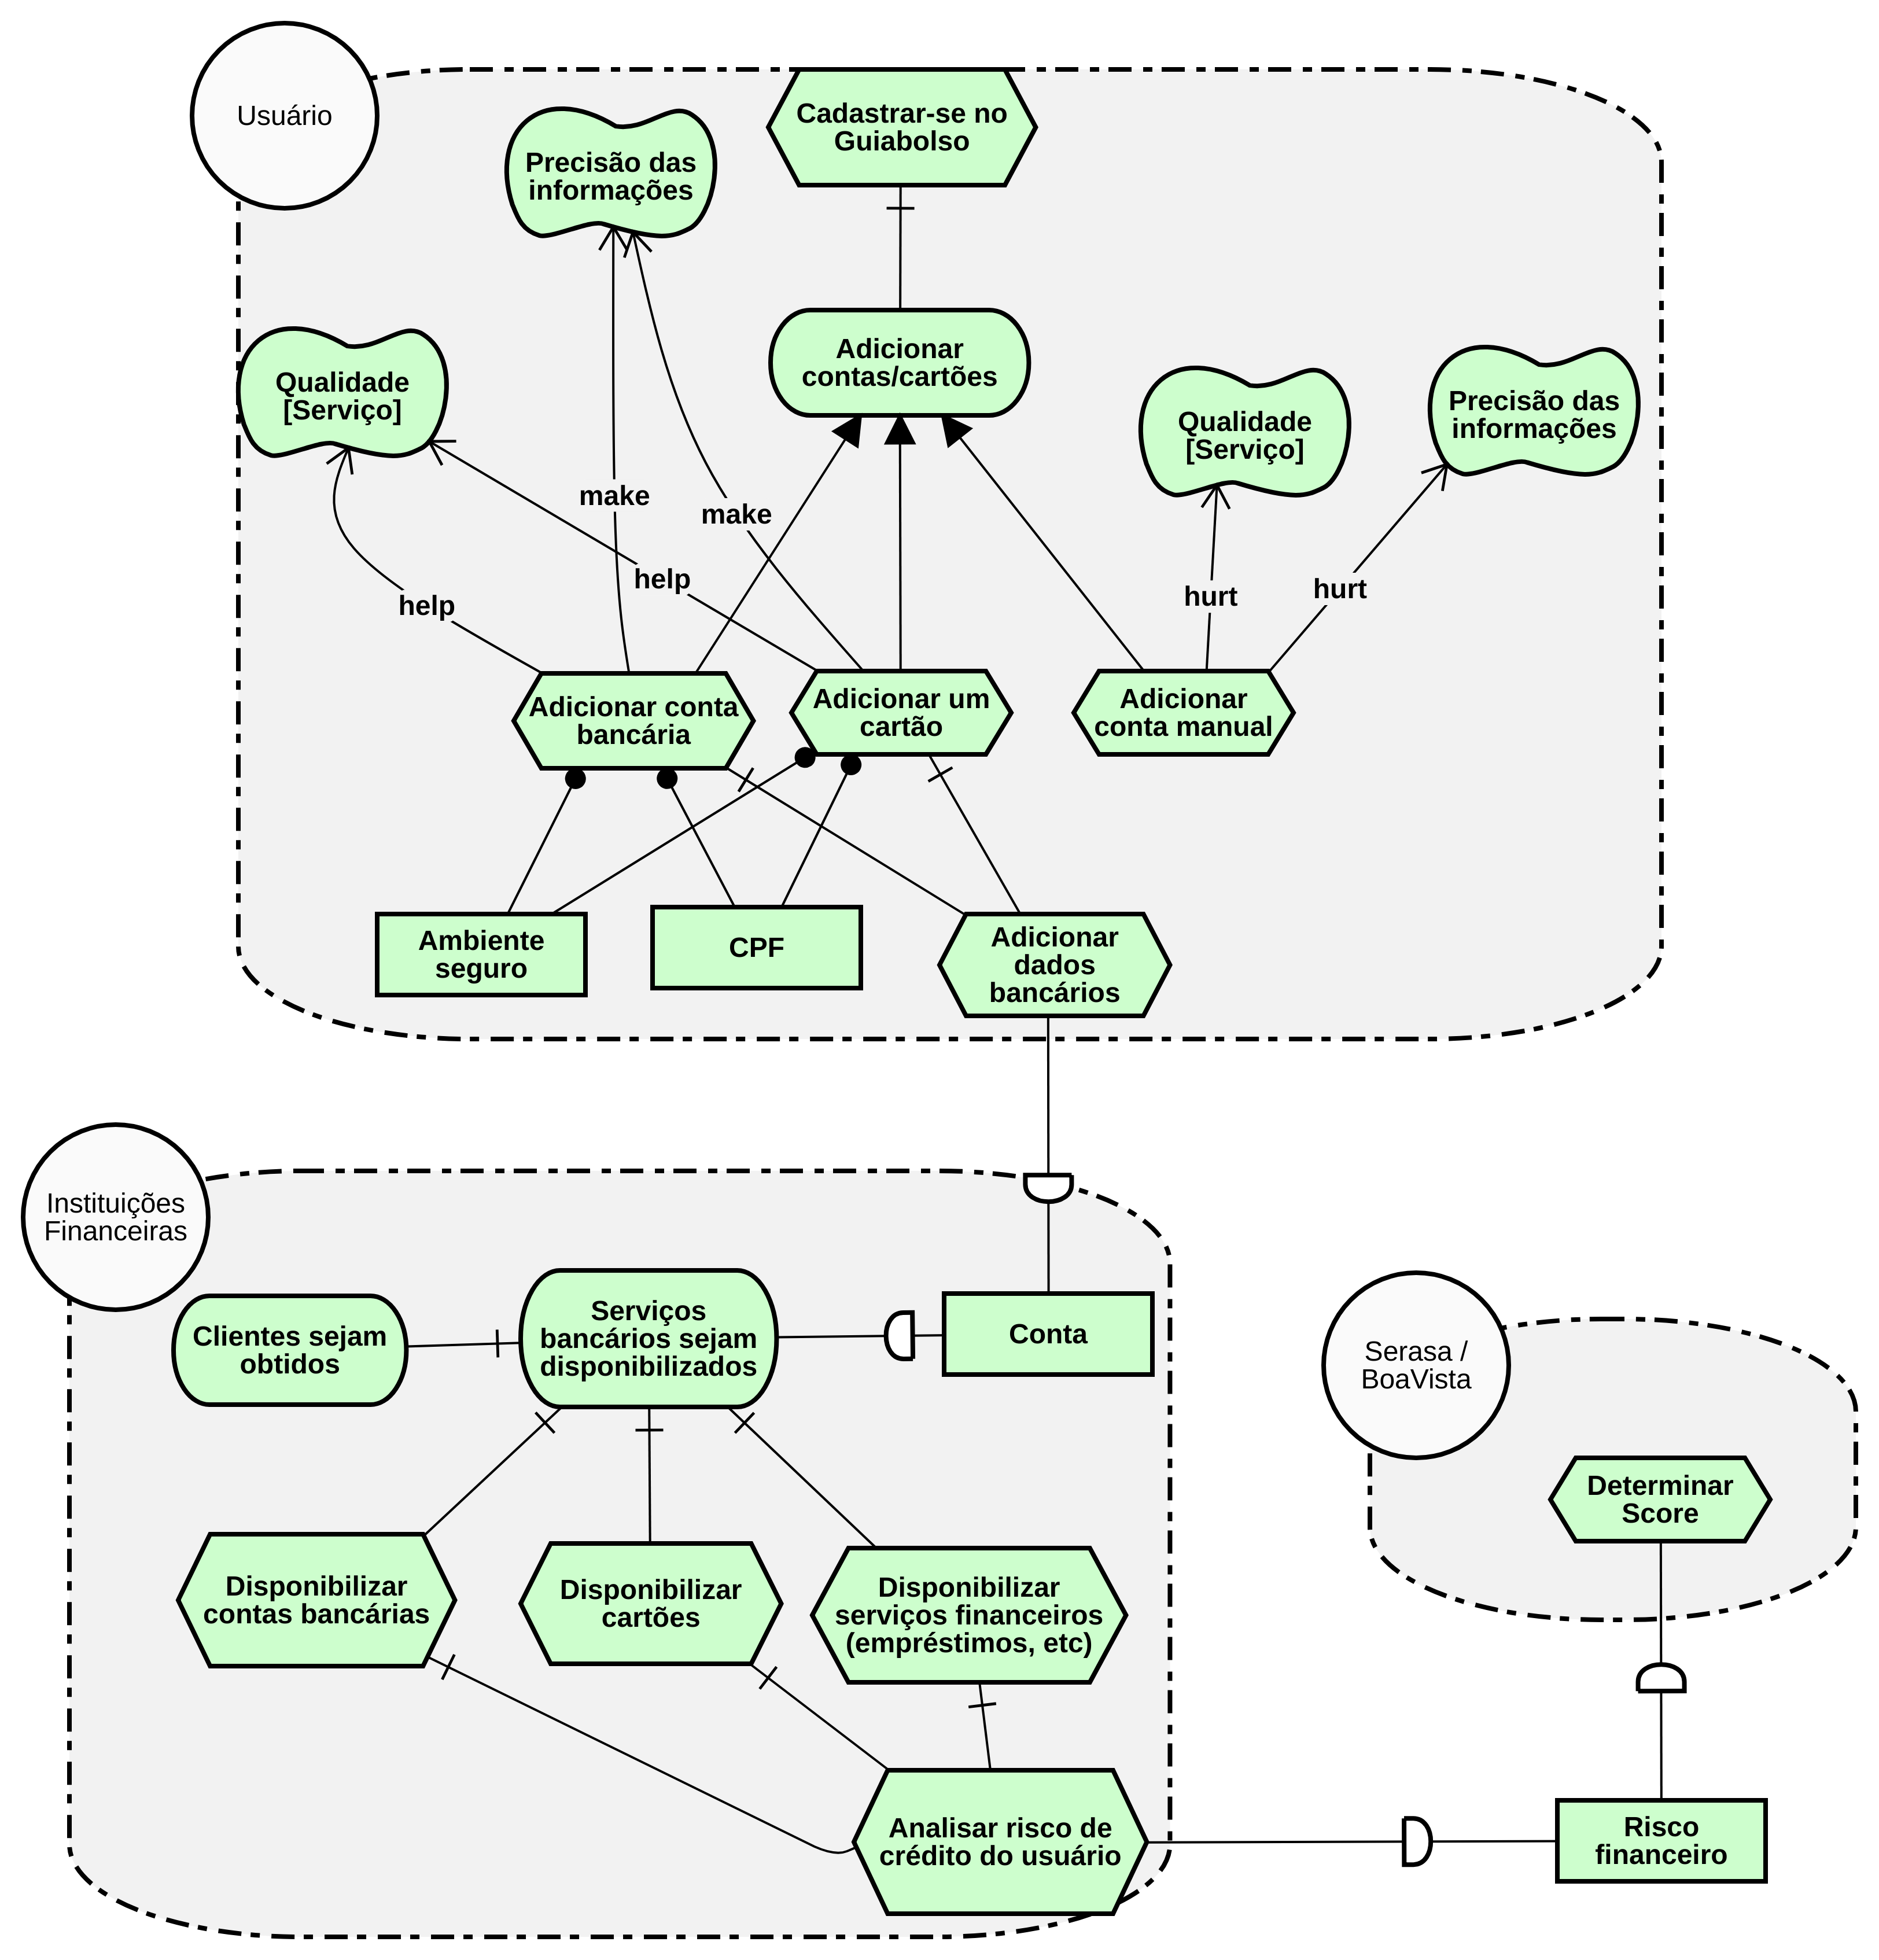 Usuário
Cadastrar-se no
Guiabolso
Precisão das
informações
Adicionar
contas/cartões
Qualidade
[Serviço]
Qualidade
[Serviço]
Precisão das
informações
make
make
help
help
hurt
hurt
Adicionar conta
bancária
Adicionar um
cartão
Adicionar
conta manual
Ambiente
seguro
CPF
Adicionar
dados
bancários
Instituições
Financeiras
Clientes sejam
obtidos
Serviços
bancários sejam
disponibilizados
Conta
Serasa /
BoaVista
Determinar
Score
Disponibilizar
contas bancárias
Disponibilizar
cartões
Disponibilizar
serviços financeiros
(empréstimos, etc)
Analisar risco de
crédito do usuário
Risco
financeiro